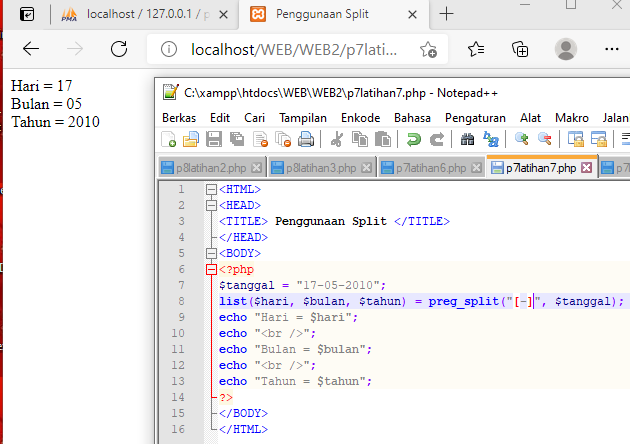 localhost / 127.0.0.1 / p
Penggunaan Split
localhost/WEB/WEB2/p7lati...
Hari = 17
Bulan = 05
Tahun = 2010
C:\xampp\htdocs\WEB\WEB2\p7latihan7.php - Notepad++
Berkas Edit Cari Tampilan Enkode Bahasa Pengaturan Alat Makro Jalan
p8latihan2.php p8latihan3.php p7latihan6.php p7latihan7.php
1 <HTML>
2 <HEAD>
3 <TITLE> Penggunaan Split </TITLE>
4 </HEAD>
5 <BODY>
6 <?php
7 $tanggal = "17-05-2010";
8 list($hari, $bulan, $tahun) = preg_split("[-]", $tanggal);
9 echo "Hari = $hari";
10 echo "<br />";
11 echo "Bulan = $bulan";
12 echo "<br />";
13 echo "Tahun = $tahun";
14 ?>
15 </BODY>
16 </HTML>